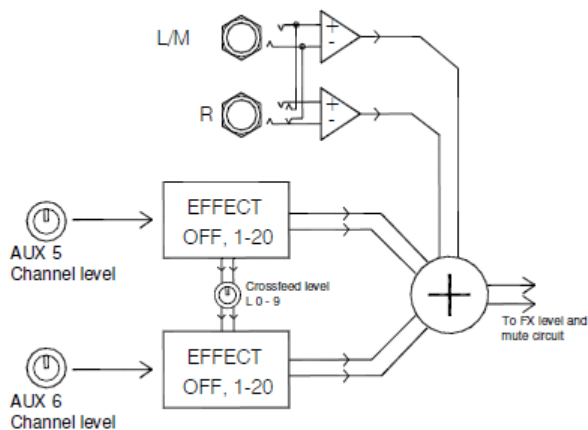 L/M
+
-
R
+
-
EFFECT
OFF, 1-20
AUX 5
Channel level
Crossfeed level
L 0 - 9
+
To FX level and
mute circuit
EFFECT
OFF, 1-20
AUX 6
Channel level